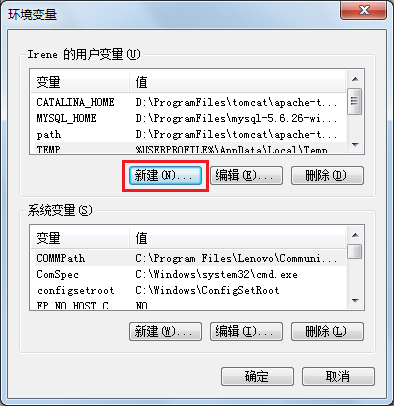 环境变量
Irene 的用户变量(U)
变量 值
CATALINA_HOME D:\ProgramFiles\tomcat\apache-t...
MYSQL_HOME D:\ProgramFiles\mysql-5.6.26-wi...
path D:\ProgramFiles\tomcat\apache-t...
TEMP %USERPROFILE%\AppData\Local\Temp
新建(N)... 编辑(E)... 删除(D)
系统变量(S)
变量 值
COMMPath C:\Program Files\Lenovo\Communi...
ComSpec C:\Windows\system32\cmd.exe
configsetroot C:\Windows\ConfigSetRoot
FP_NO_HOST_C NO
新建(W)... 编辑(I)... 删除(L)
确定 取消